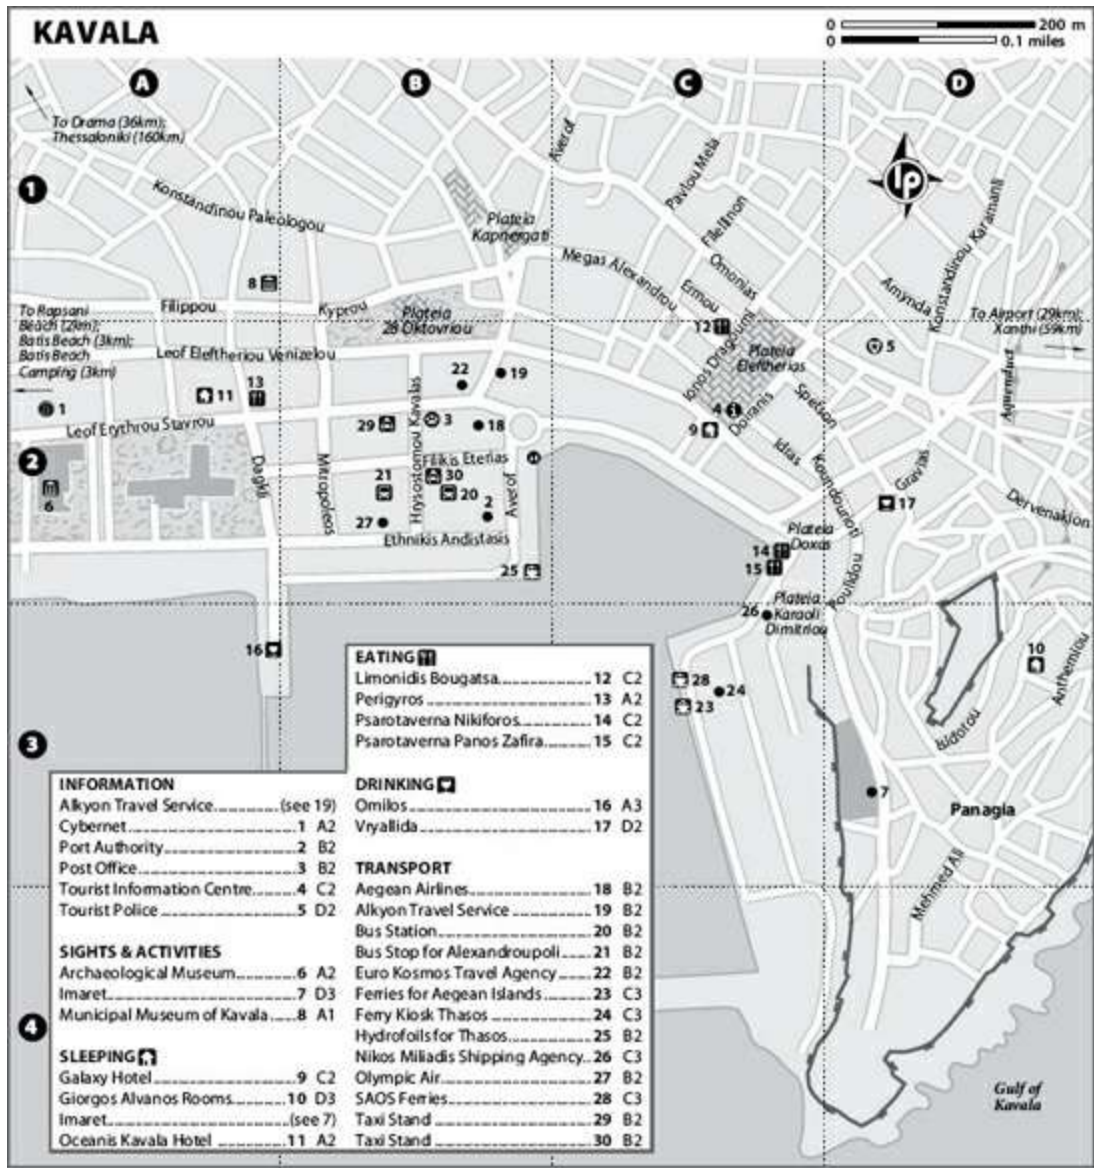 KAVALA
0 200 m
0 0.1 miles
A
B
C
D
To Drama (36km);
Thessaloniki (160km)
1
Averof
Pavlou Mela
Filellinon
Konstandinou Paleologou
Plateia
Kapnergati
Megas Alexandrou
Omonias
Ermou
Amynda
Konstandinou Karamanli
8
Filippou
Kyprou
Plateia
28 Oktovriou
To Rapsani
Beach (2km);
Batis Beach (3km);
Batis Beach
Camping (3km)
To Airport (29km);
Xanthi (59km)
12
Ionos Dragoumi
Plateia
Eleftherias
5
Leof Eleftheriou Venizelou
22
19
11
13
1
Leof Erythrou Stavrou
Hrysostomou Kavalas
29
3
18
4
9
Doïranis
Spetson
Idias
Koundourioti
Gravias
2
6
Dagkli
Mitropoleos
Filikis Eterias
21
30
20
2
27
Averof
Ethnikis Andistasis
25
17
Dervenakion
Plateia
Doxas
14
15
Poulidou
Plateia
Karaoli
Dimitriou
26
16
28
24
23
10
Anthemiou
Isidorou
3
7
Panagia
Mehmed Ali
4
Gulf of
Kavala
INFORMATION
Alkyon Travel Service (see 19)
Cybernet 1 A2
Port Authority 2 B2
Post Office 3 B2
Tourist Information Centre 4 C2
Tourist Police 5 D2
SIGHTS & ACTIVITIES
Archaeological Museum 6 A2
Imaret 7 D3
Municipal Museum of Kavala 8 A1
SLEEPING
Galaxy Hotel 9 C2
Giorgos Alvanos Rooms 10 D3
Imaret (see 7)
Oceanis Kavala Hotel 11 A2
EATING
Limonidis Bougatsa 12 C2
Perigyros 13 A2
Psarotaverna Nikiforos 14 C2
Psarotaverna Panos Zafira 15 C2
DRINKING
Omilos 16 A3
Vryallida 17 D2
TRANSPORT
Aegean Airlines 18 B2
Alkyon Travel Service 19 B2
Bus Station 20 B2
Bus Stop for Alexandroupoli 21 B2
Euro Kosmos Travel Agency 22 B2
Ferries for Aegean Islands 23 C3
Ferry Kiosk Thasos 24 C3
Hydrofoils for Thasos 25 B2
Nikos Miliadis Shipping Agency 26 C3
Olympic Air 27 B2
SAOS Ferries 28 C3
Taxi Stand 29 B2
Taxi Stand 30 B2